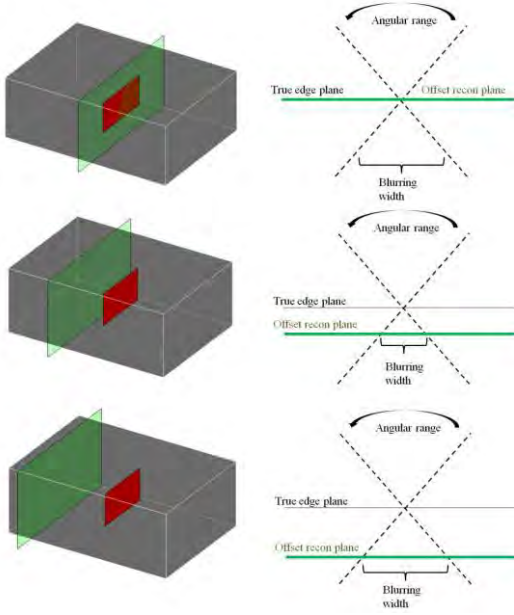 Angular range
True edge plane Offset recon plane
Blurring
width
Angular range
True edge plane
Offset recon plane
Blurring
width
Angular range
True edge plane
Offset recon plane
Blurring
width